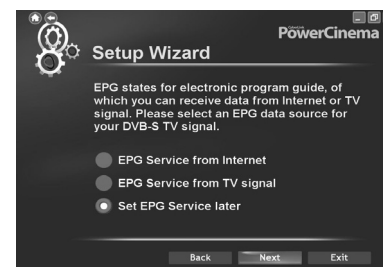 CyberLink
PowerCinema
Setup Wizard
EPG states for electronic program guide, of
which you can receive data from Internet or TV
signal. Please select an EPG data source for
your DVB-S TV signal.
EPG Service from Internet
EPG Service from TV signal
Set EPG Service later
Back Next Exit